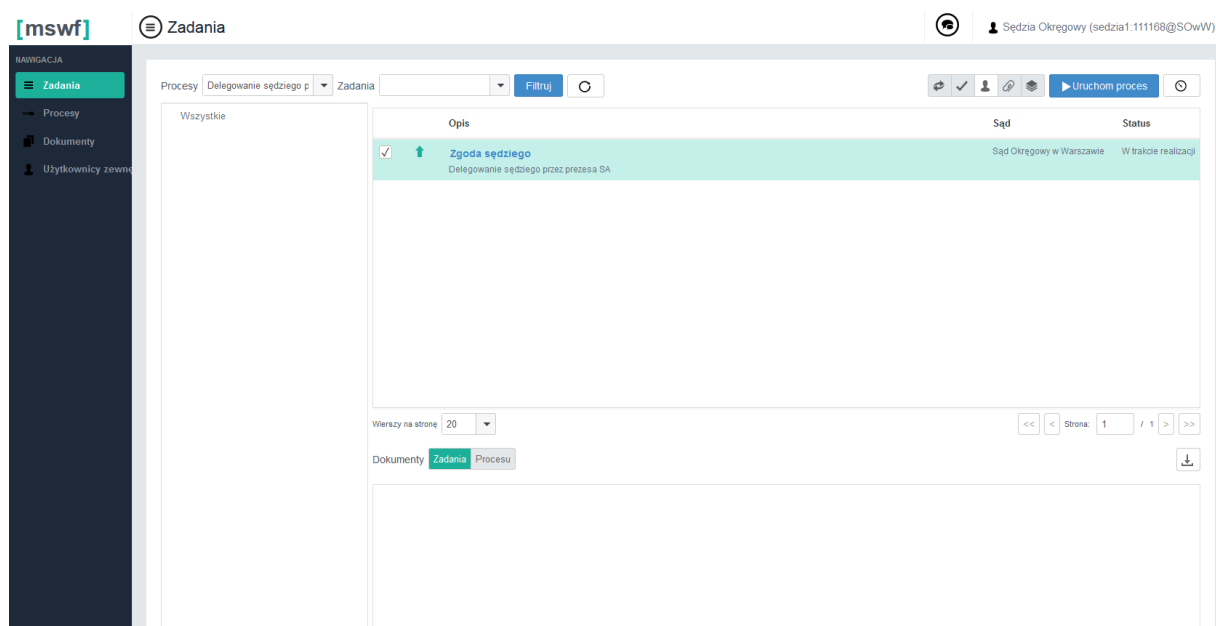 [mswf]
Zadania
Sędzia Okręgowy (sedzia1:111168@SOwW)
NAWIGACJA
Zadania
Procesy
Dokumenty
Użytkownicy zewnę
Procesy Delegowanie sędziego p Zadania Filtruj Uruchom proces
Wszystkie
Opis Sąd Status
Zgoda sędziego Sąd Okręgowy w Warszawie W trakcie realizacji
Delegowanie sędziego przez prezesa SA
Wierszy na stronę 20 << < Strona: 1 / 1 > >>
Dokumenty Zadania Procesu